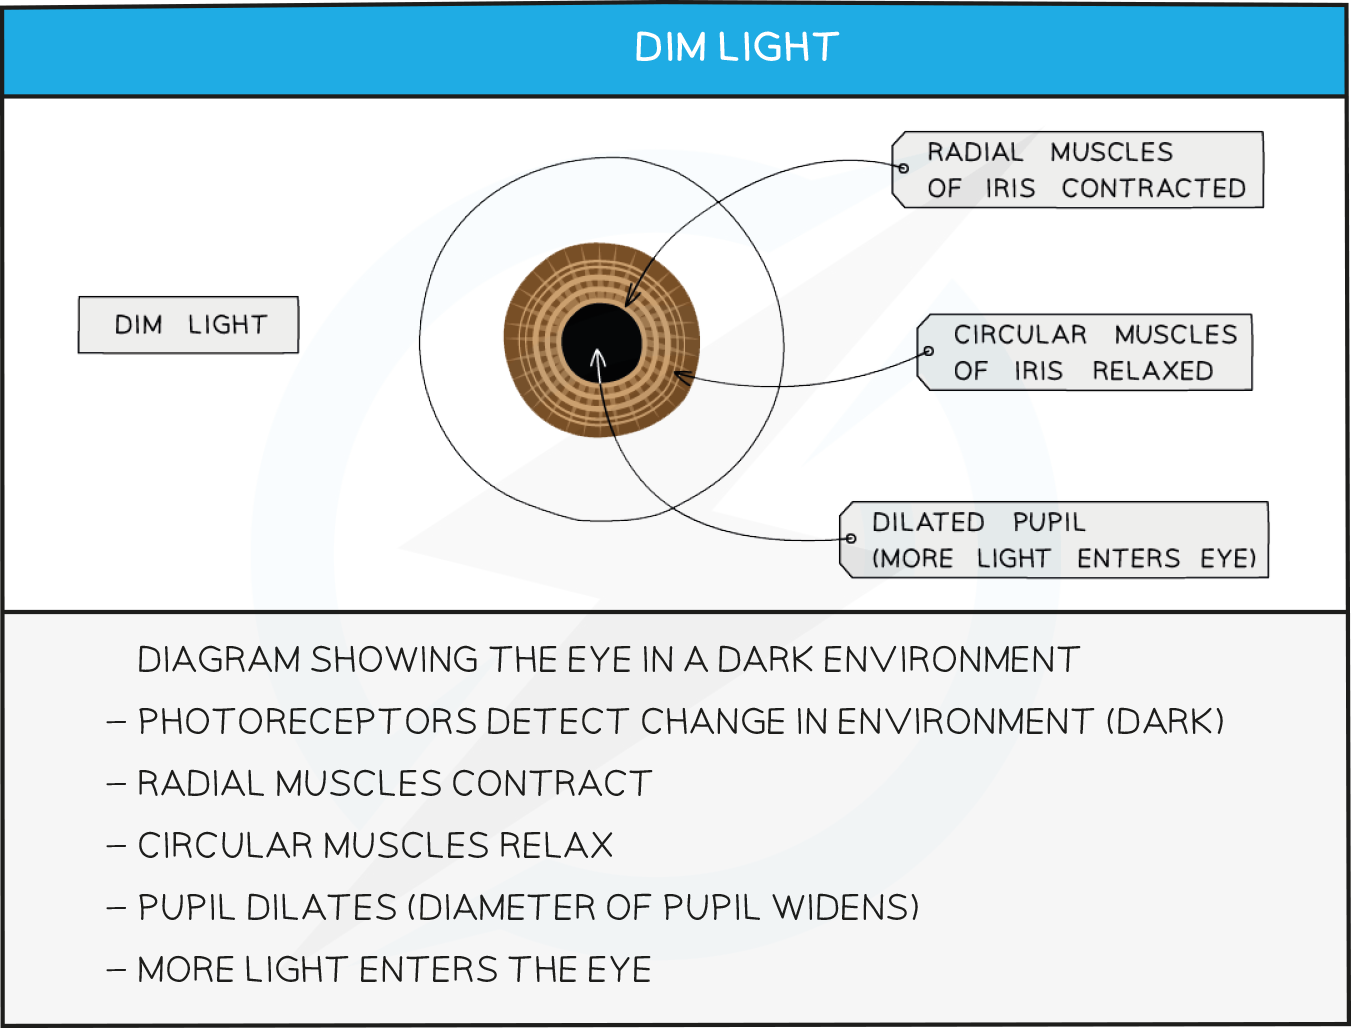 DIM LIGHT
RADIAL MUSCLES
OF IRIS CONTRACTED
DIM LIGHT
CIRCULAR MUSCLES
OF IRIS RELAXED
DILATED PUPIL
(MORE LIGHT ENTERS EYE)
DIAGRAM SHOWING THE EYE IN A DARK ENVIRONMENT
– PHOTORECEPTORS DETECT CHANGE IN ENVIRONMENT (DARK)
– RADIAL MUSCLES CONTRACT
– CIRCULAR MUSCLES RELAX
– PUPIL DILATES (DIAMETER OF PUPIL WIDENS)
– MORE LIGHT ENTERS THE EYE